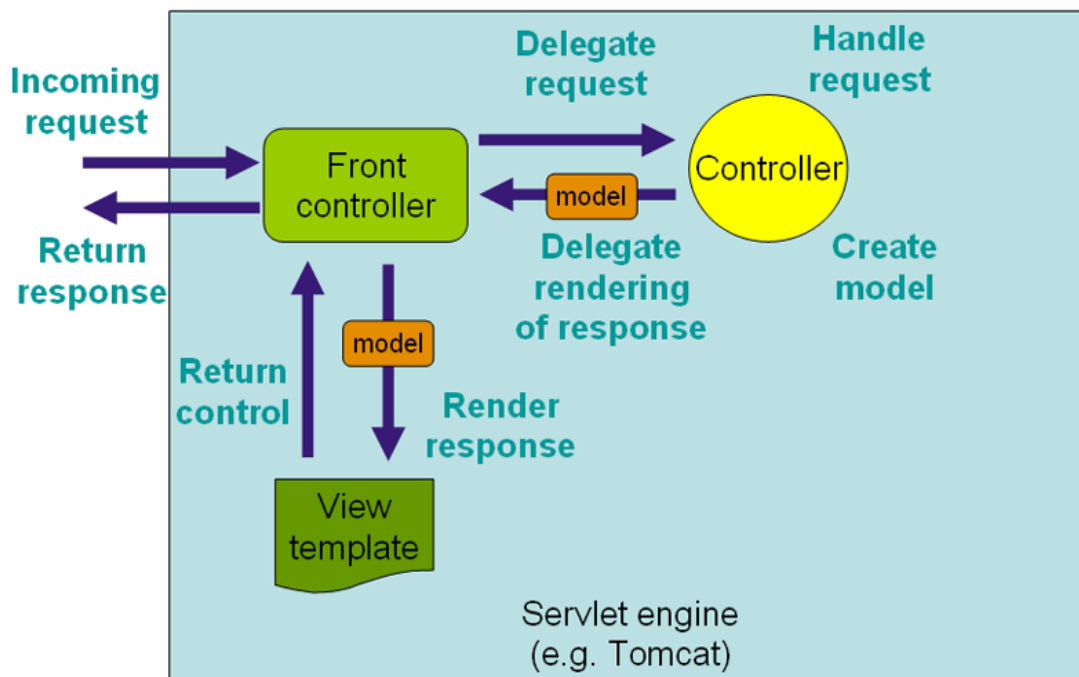 Incoming
request
Return
response
Front
controller
Delegate
request
Handle
request
Controller
model
Delegate
rendering
of response
Create
model
Return
control
model
Render
response
View
template
Servlet engine
(e.g. Tomcat)